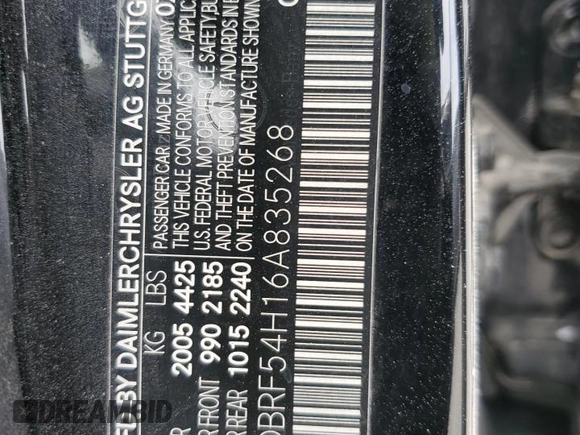 BY DAIMLERCHRYSLER AG STUTTG
KG LBS
2005 4425
FRONT 990 2185
REAR 1015 2240
PASSENGER CAR MADE IN GERMANY
THIS VEHICLE CONFORMS TO ALL APPLIC
U.S. FEDERAL MOTOR VEHICLE SAFETY BU
AND THEFT PREVENTION STANDARDS IN
ON THE DATE OF MANUFACTURE SHOWN
BRF54H16A835268
DREAMBID